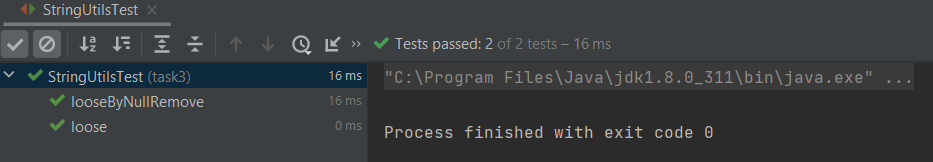 StringUtilsTest ×
Tests passed: 2 of 2 tests – 16 ms
StringUtilsTest (task3) 16 ms
looseByNullRemove 16 ms
loose 0 ms
"C:\Program Files\Java\jdk1.8.0_311\bin\java.exe" ...
Process finished with exit code 0